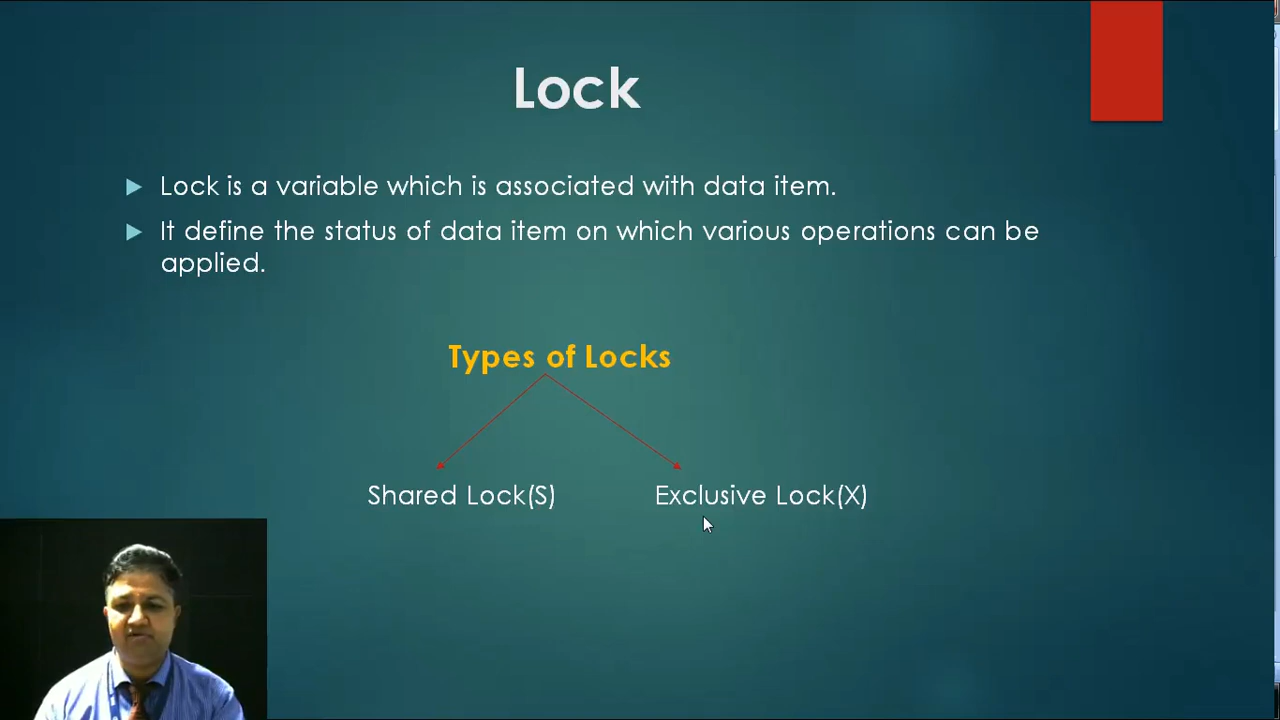 Lock
Lock is a variable which is associated with data item.
It define the status of data item on which various operations can be
applied.
Types of Locks
Shared Lock(S)
Exclusive Lock(X)